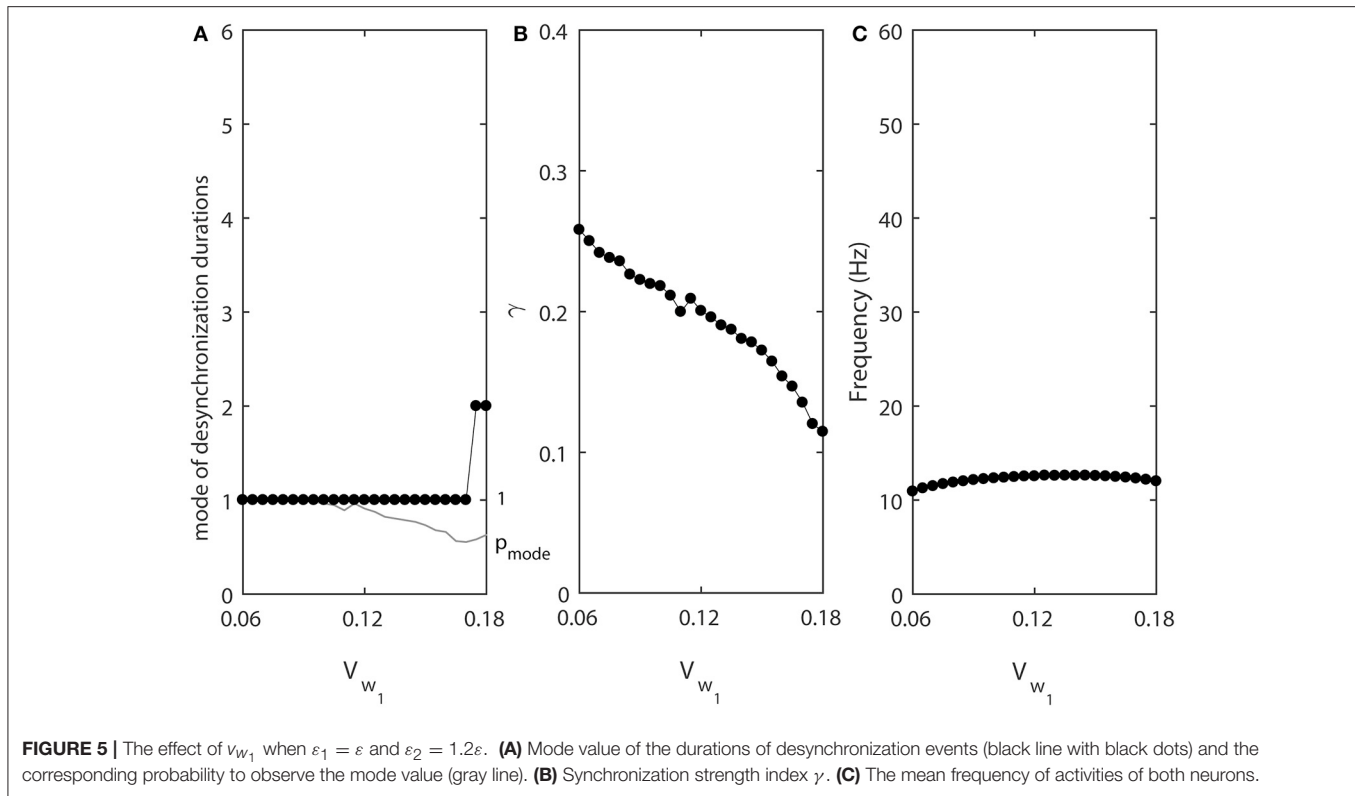 A
6
5
4
3
2
1
0
mode of desynchronization durations
1
p_mode
0.06 0.12 0.18
V_w_1
B
0.4
0.3
0.2
0.1
0
γ
0.06 0.12 0.18
V_w_1
C
60
50
40
30
20
10
0
Frequency (Hz)
0.06 0.12 0.18
V_w_1
FIGURE 5 | The effect of v_w_1 when ε_1 = ε and ε_2 = 1.2ε. (A) Mode value of the durations of desynchronization events (black line with black dots) and the
corresponding probability to observe the mode value (gray line). (B) Synchronization strength index γ. (C) The mean frequency of activities of both neurons.